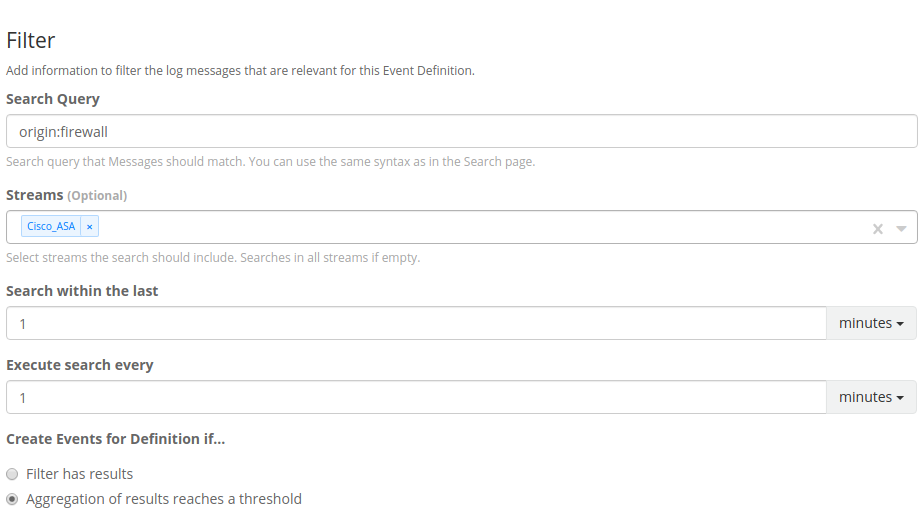 Filter
Add information to filter the log messages that are relevant for this Event Definition.
Search Query
origin:firewall
Search query that Messages should match. You can use the same syntax as in the Search page.
Streams (Optional)
Cisco_ASA ×
Select streams the search should include. Searches in all streams if empty.
Search within the last
1 minutes
Execute search every
1 minutes
Create Events for Definition if...
Filter has results
Aggregation of results reaches a threshold